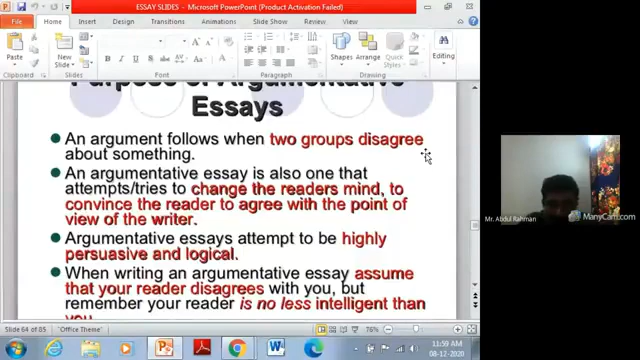 ESSAY SLIDES - Microsoft PowerPoint (Product Activation Failed)
File Home Insert Design Transitions Animations Slide Show Review View
Paste New Slide Shapes Arrange Quick Styles Editing
Clipboard Slides Font Paragraph Drawing
Purpose of Argumentative
Essays
An argument follows when two groups disagree
about something.
An argumentative essay is also one that
attempts/tries to change the readers mind, to
convince the reader to agree with the point of
view of the writer.
Argumentative essays attempt to be highly
persuasive and logical.
When writing an argumentative essay assume
that your reader disagrees with you, but
remember your reader is no less intelligent than
you
Mr. Abdul Rahman
ManyCam.com
Slide 64 of 85 "Office Theme" 76%
11:59 AM
08-12-2020